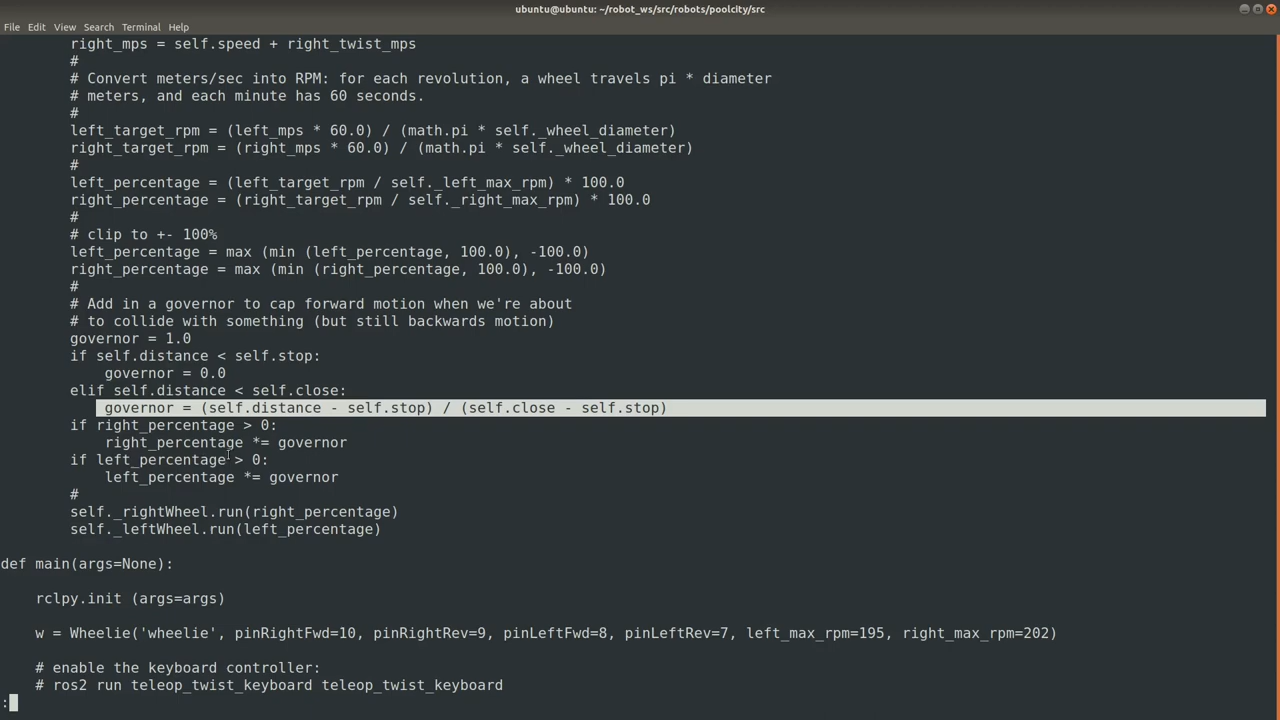 ubuntu@ubuntu: ~/robot_ws/src/robots/poolcity/src
File Edit View Search Terminal Help
        right_mps = self.speed + right_twist_mps
        #
        # Convert meters/sec into RPM: for each revolution, a wheel travels pi * diameter
        # meters, and each minute has 60 seconds.
        #
        left_target_rpm = (left_mps * 60.0) / (math.pi * self._wheel_diameter)
        right_target_rpm = (right_mps * 60.0) / (math.pi * self._wheel_diameter)
        #
        left_percentage = (left_target_rpm / self._left_max_rpm) * 100.0
        right_percentage = (right_target_rpm / self._right_max_rpm) * 100.0
        #
        # clip to +- 100%
        left_percentage = max (min (left_percentage, 100.0), -100.0)
        right_percentage = max (min (right_percentage, 100.0), -100.0)
        #
        # Add in a governor to cap forward motion when we're about
        # to collide with something (but still backwards motion)
        governor = 1.0
        if self.distance < self.stop:
            governor = 0.0
        elif self.distance < self.close:
            governor = (self.distance - self.stop) / (self.close - self.stop)
        if right_percentage > 0:
            right_percentage *= governor
        if left_percentage > 0:
            left_percentage *= governor
        #
        self._rightWheel.run(right_percentage)
        self._leftWheel.run(left_percentage)
def main(args=None):
    rclpy.init (args=args)
    w = Wheelie('wheelie', pinRightFwd=10, pinRightRev=9, pinLeftFwd=8, pinLeftRev=7, left_max_rpm=195, right_max_rpm=202)
    # enable the keyboard controller:
    # ros2 run teleop_twist_keyboard teleop_twist_keyboard
: